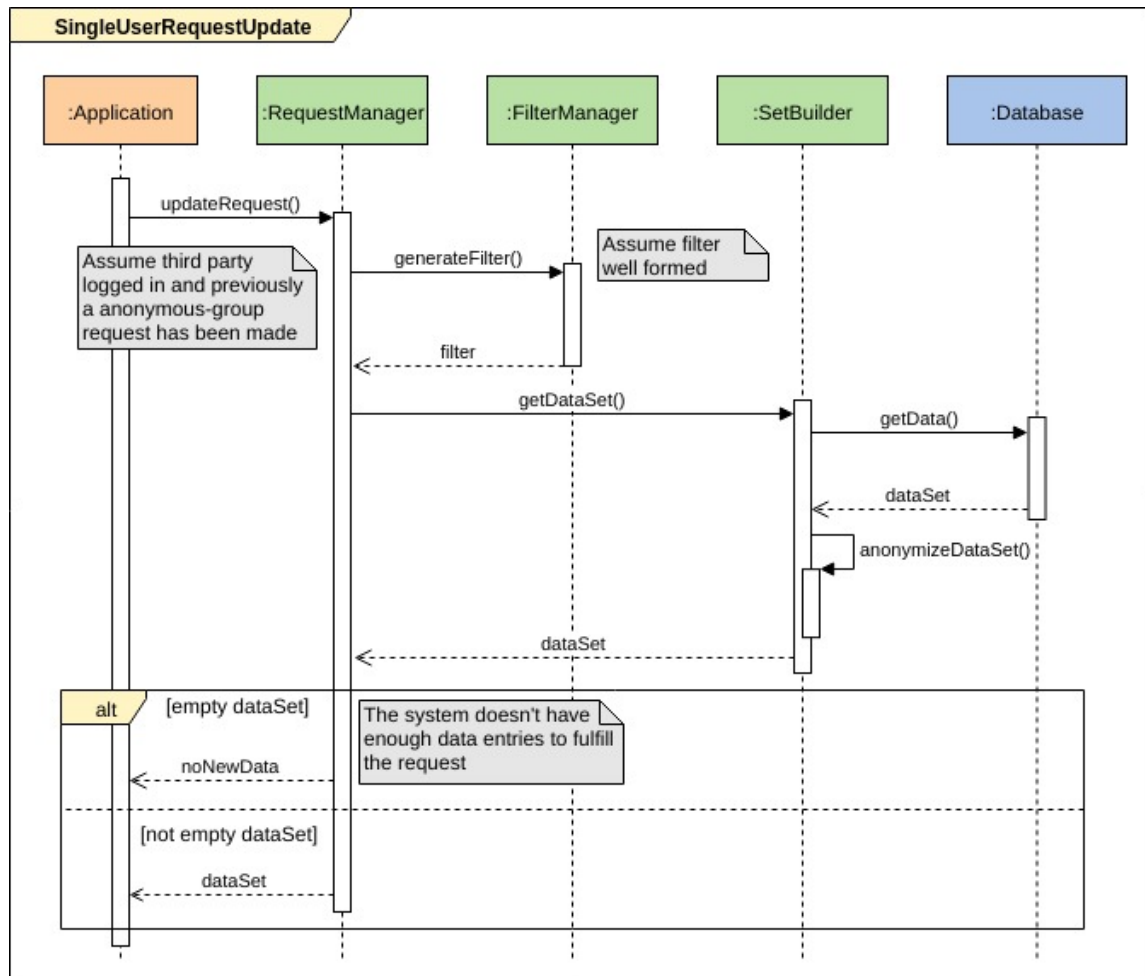 SingleUserRequestUpdate
:Application
:RequestManager
:FilterManager
:SetBuilder
:Database
updateRequest()
Assume third party
logged in and previously
a anonymous-group
request has been made
generateFilter()
Assume filter
well formed
filter
getDataSet()
getData()
dataSet
anonymizeDataSet()
dataSet
alt
[empty dataSet]
The system doesn't have
enough data entries to fulfill
the request
noNewData
[not empty dataSet]
dataSet